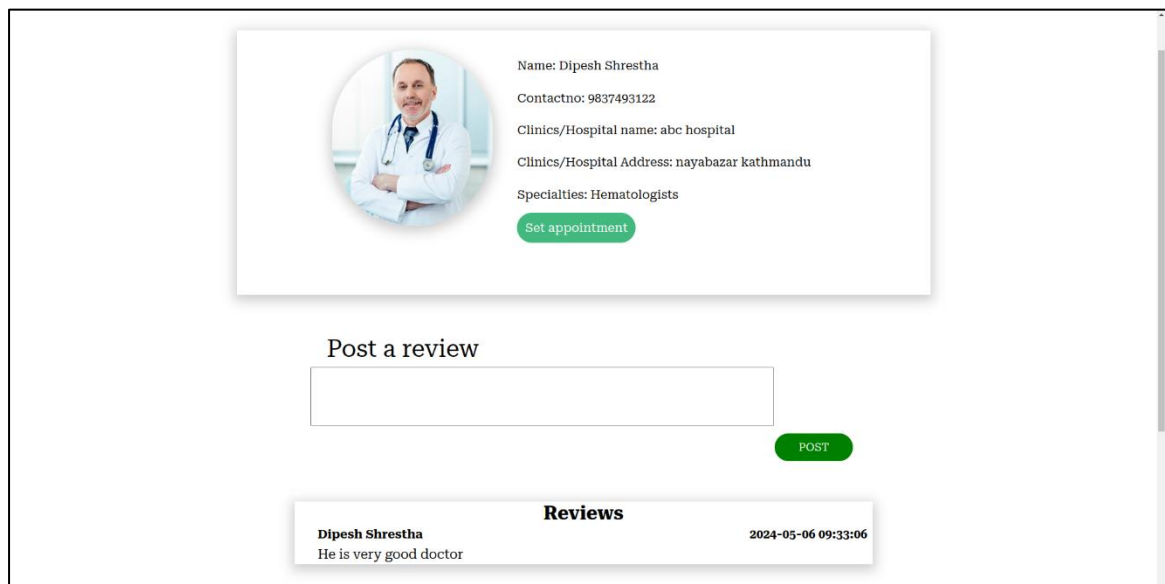 Name: Dipesh Shrestha
Contactno: 9837493122
Clinics/Hospital name: abc hospital
Clinics/Hospital Address: nayabazar kathmandu
Specialties: Hematologists
Set appointment
Post a review
POST
Reviews
Dipesh Shrestha 2024-05-06 09:33:06
He is very good doctor